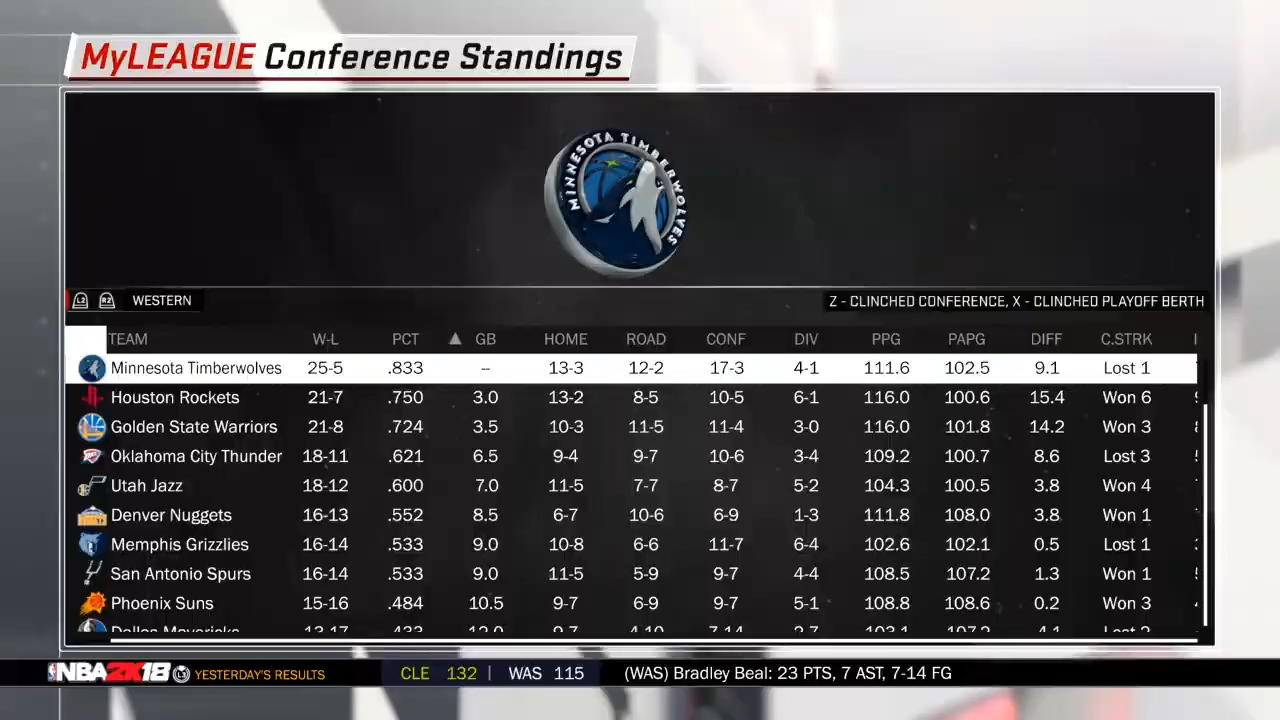 MyLEAGUE Conference Standings
MINNESOTA TIMBERWOLVES
L2 R2 WESTERN Z - CLINCHED CONFERENCE, X - CLINCHED PLAYOFF BERTH
TEAM W-L PCT ▲ GB HOME ROAD CONF DIV PPG PAPG DIFF C.STRK
Minnesota Timberwolves 25-5 .833 -- 13-3 12-2 17-3 4-1 111.6 102.5 9.1 Lost 1
Houston Rockets 21-7 .750 3.0 13-2 8-5 10-5 6-1 116.0 100.6 15.4 Won 6
Golden State Warriors 21-8 .724 3.5 10-3 11-5 11-4 3-0 116.0 101.8 14.2 Won 3
Oklahoma City Thunder 18-11 .621 6.5 9-4 9-7 10-6 3-4 109.2 100.7 8.6 Lost 3
Utah Jazz 18-12 .600 7.0 11-5 7-7 8-7 5-2 104.3 100.5 3.8 Won 4
Denver Nuggets 16-13 .552 8.5 6-7 10-6 6-9 1-3 111.8 108.0 3.8 Won 1
Memphis Grizzlies 16-14 .533 9.0 10-8 6-6 11-7 6-4 102.6 102.1 0.5 Lost 1
San Antonio Spurs 16-14 .533 9.0 11-5 5-9 9-7 4-4 108.5 107.2 1.3 Won 1
Phoenix Suns 15-16 .484 10.5 9-7 6-9 9-7 5-1 108.8 108.6 0.2 Won 3
Dallas Mavericks 13-17 .433 12.0 9-7 4-10 7-14
NBA 2K18 YESTERDAY'S RESULTS CLE 132 | WAS 115 (WAS) Bradley Beal: 23 PTS, 7 AST, 7-14 FG